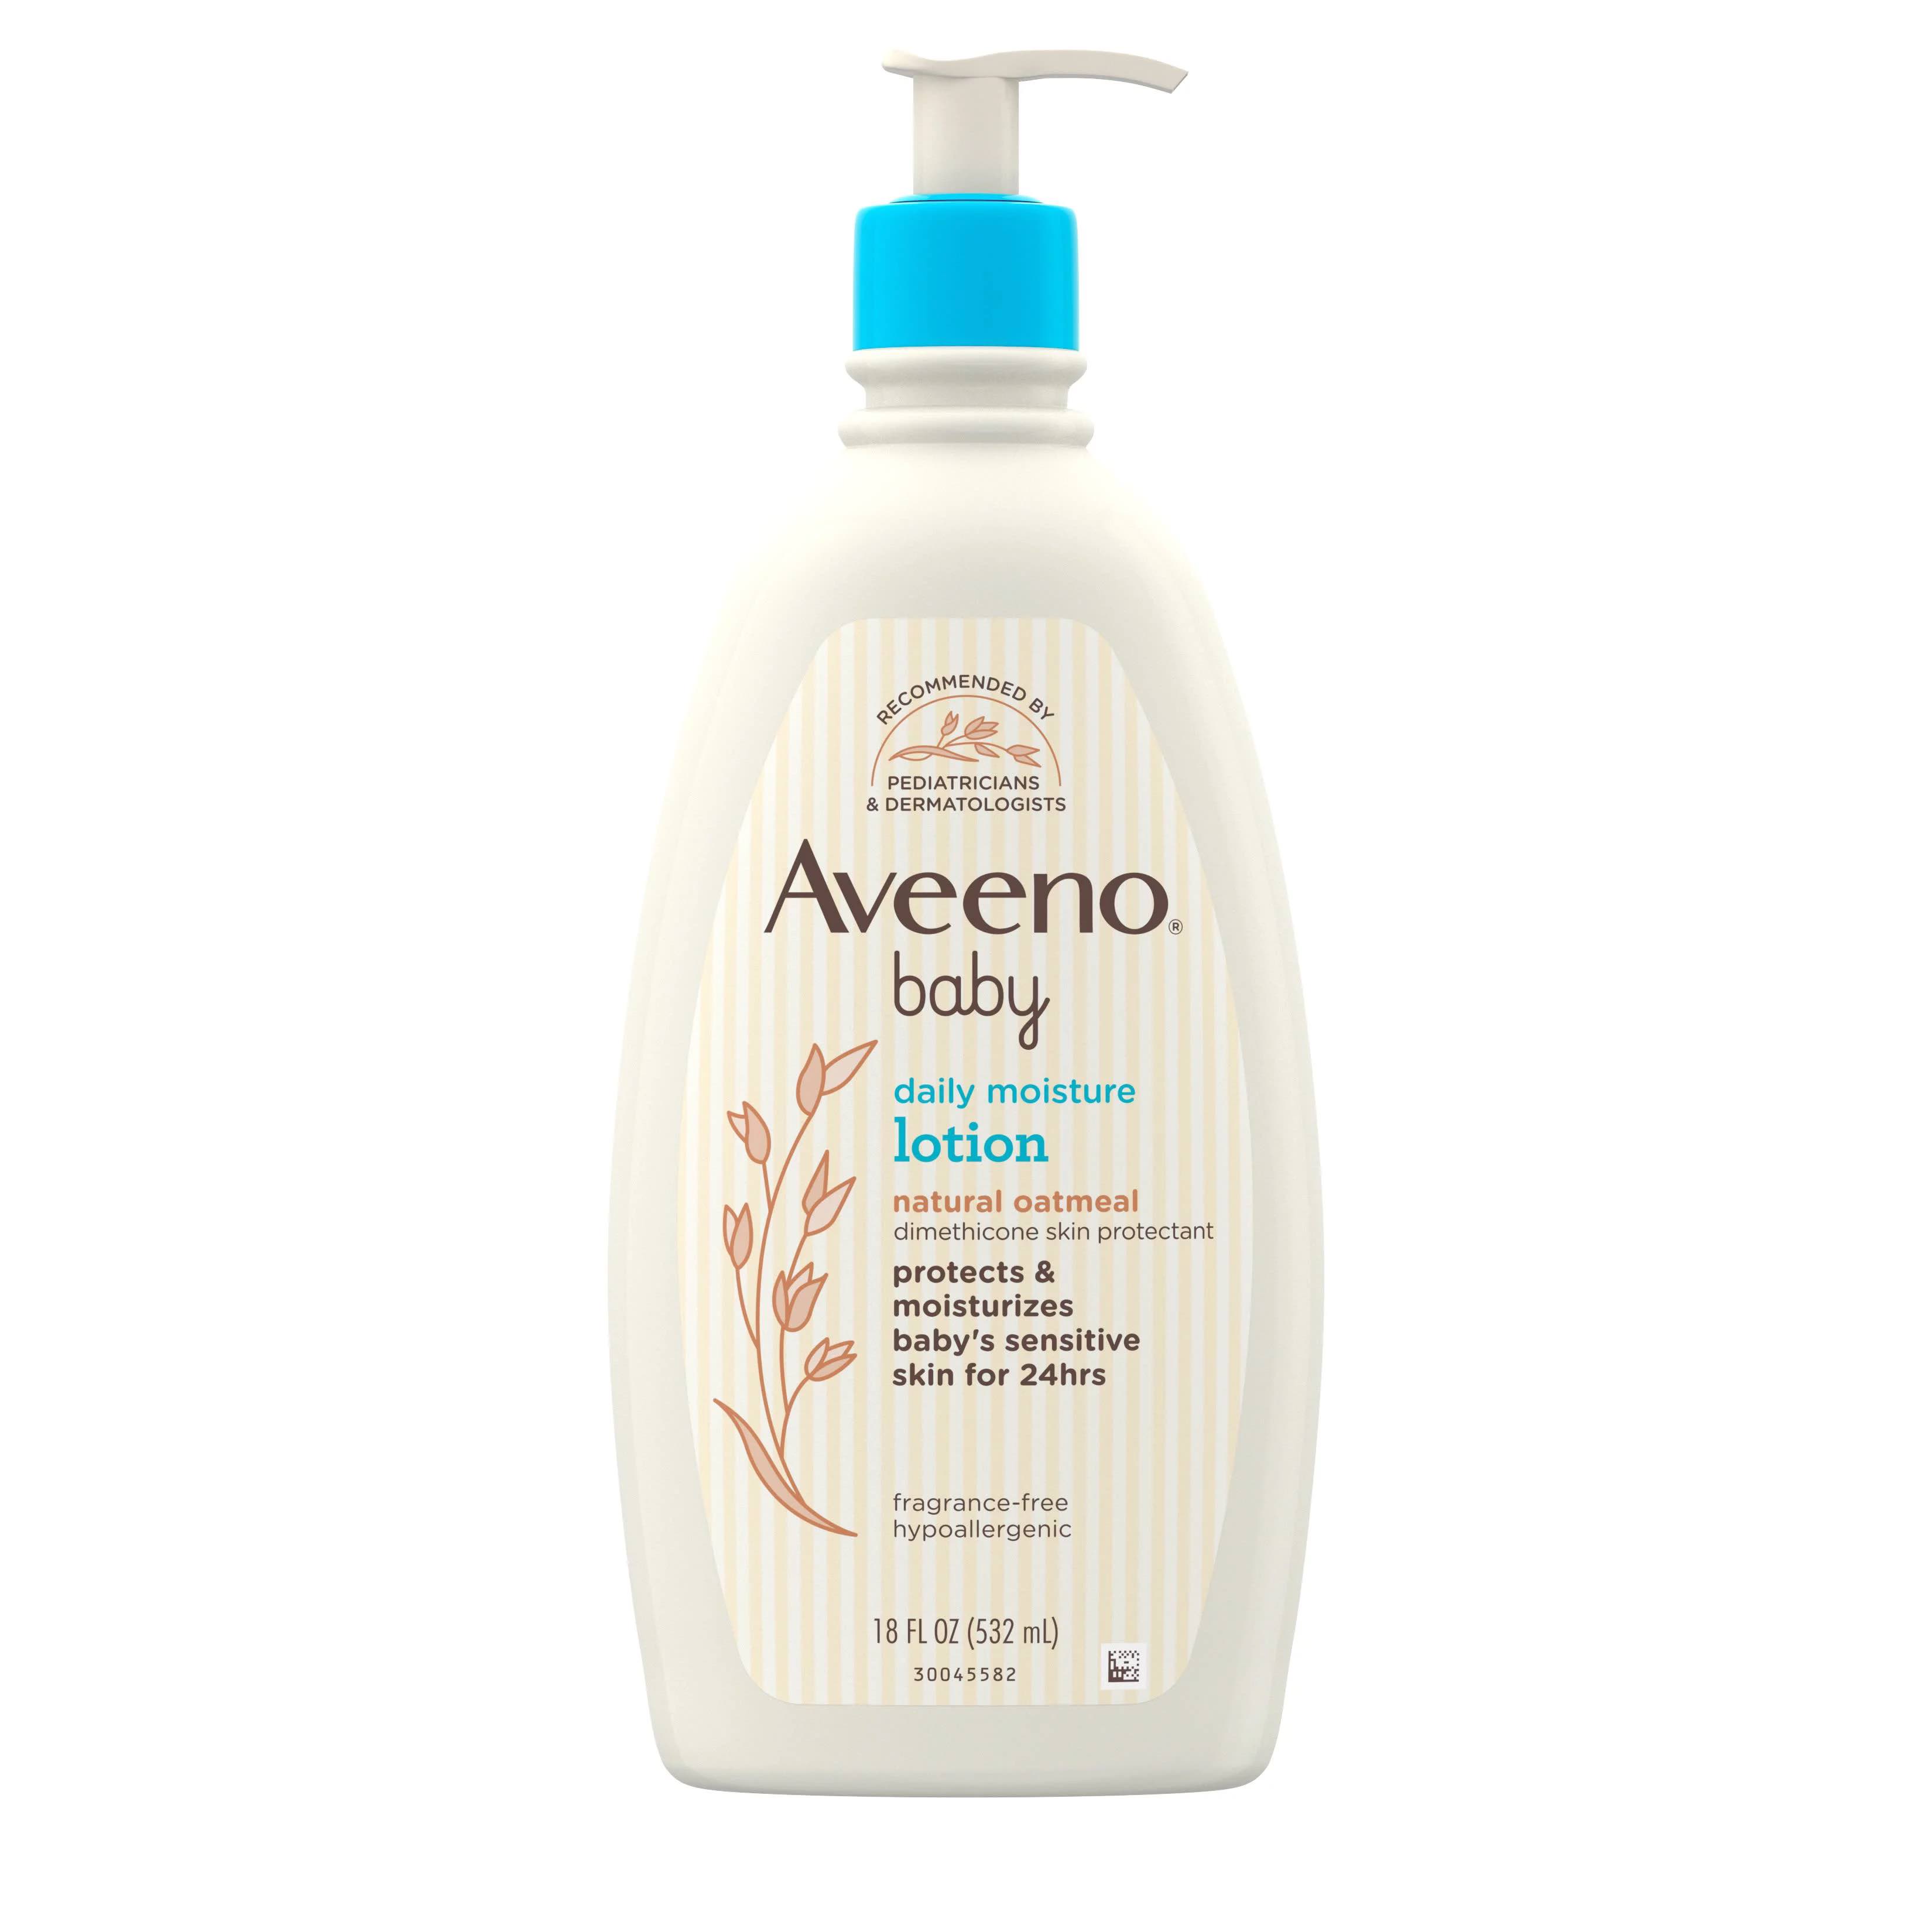 RECOMMENDED BY
PEDIATRICIANS
& DERMATOLOGISTS
Aveeno®
baby
daily moisture
lotion
natural oatmeal
dimethicone skin protectant
protects &
moisturizes
baby's sensitive
skin for 24hrs
fragrance-free
hypoallergenic
18 FL OZ (532 mL)
30045582